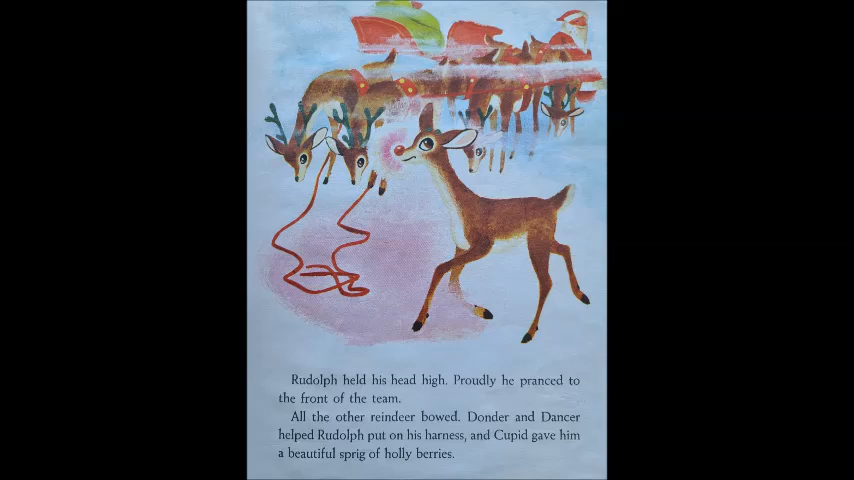 Rudolph held his head high. Proudly he pranced to
the front of the team.
All the other reindeer bowed. Donder and Dancer
helped Rudolph put on his harness, and Cupid gave him
a beautiful sprig of holly berries.